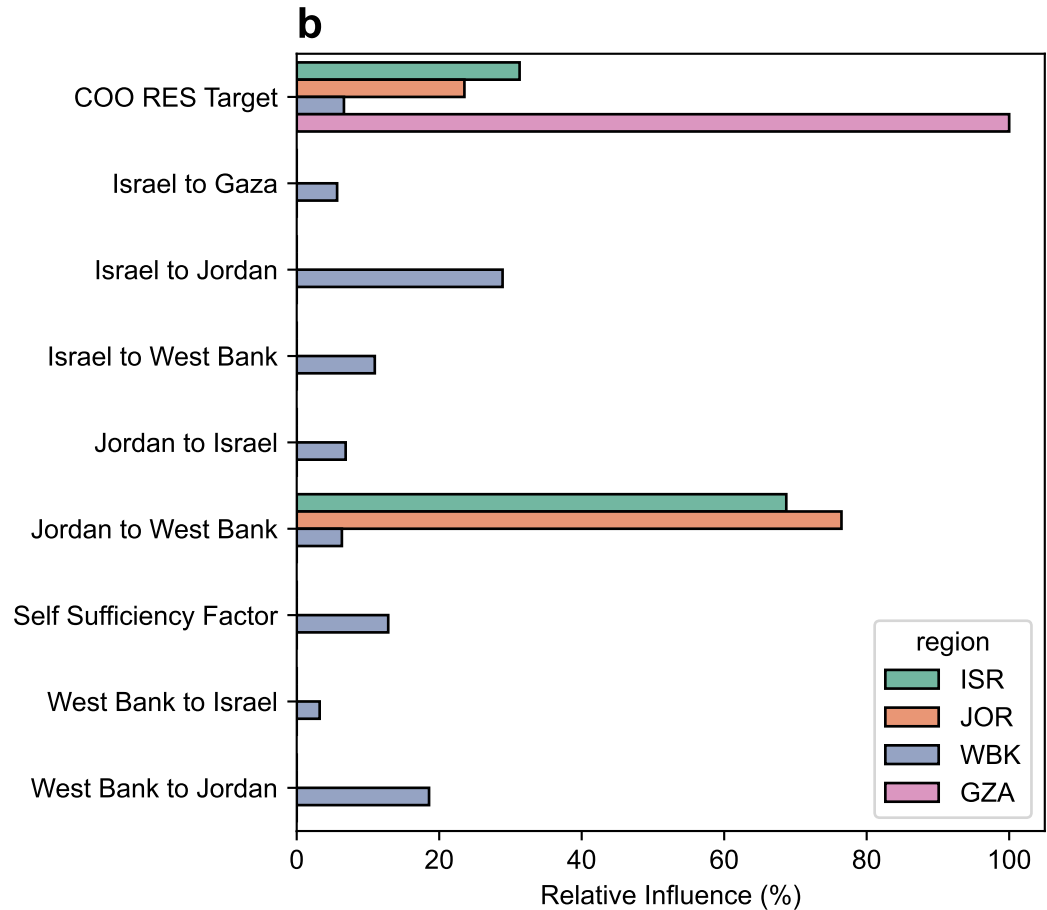 b
COO RES Target
Israel to Gaza
Israel to Jordan
Israel to West Bank
Jordan to Israel
Jordan to West Bank
Self Sufficiency Factor
West Bank to Israel
West Bank to Jordan
region
ISR
JOR
WBK
GZA
0 20 40 60 80 100
Relative Influence (%)